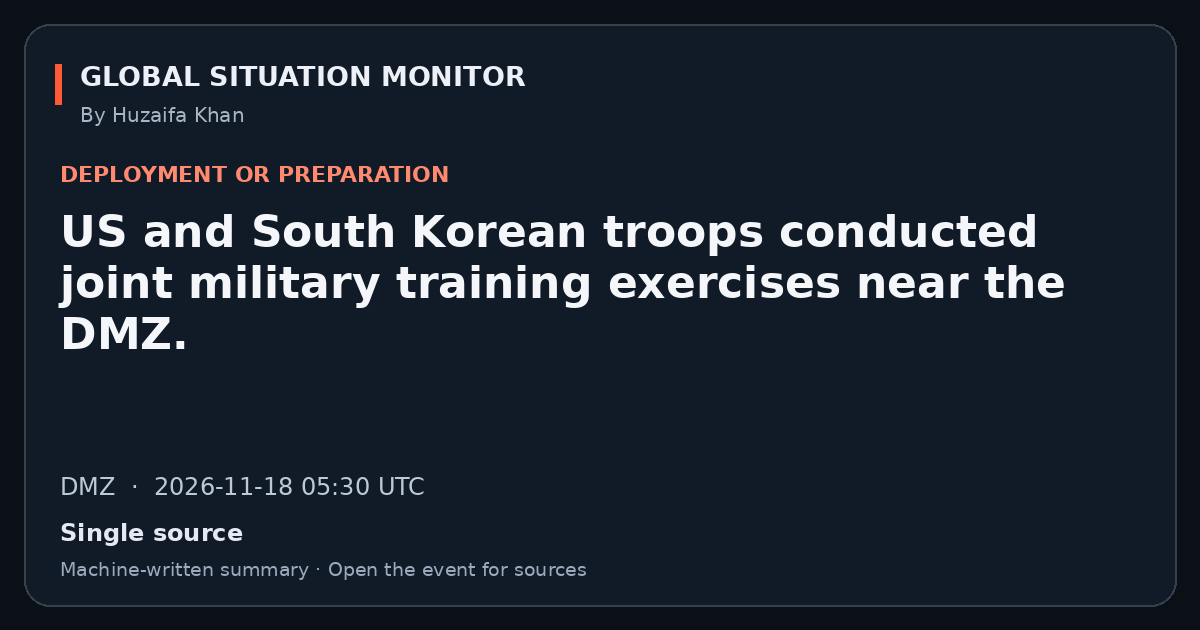 GLOBAL SITUATION MONITOR
By Huzaifa Khan
DEPLOYMENT OR PREPARATION
US and South Korean troops conducted
joint military training exercises near the
DMZ.
DMZ · 2026-11-18 05:30 UTC
Single source
Machine-written summary · Open the event for sources